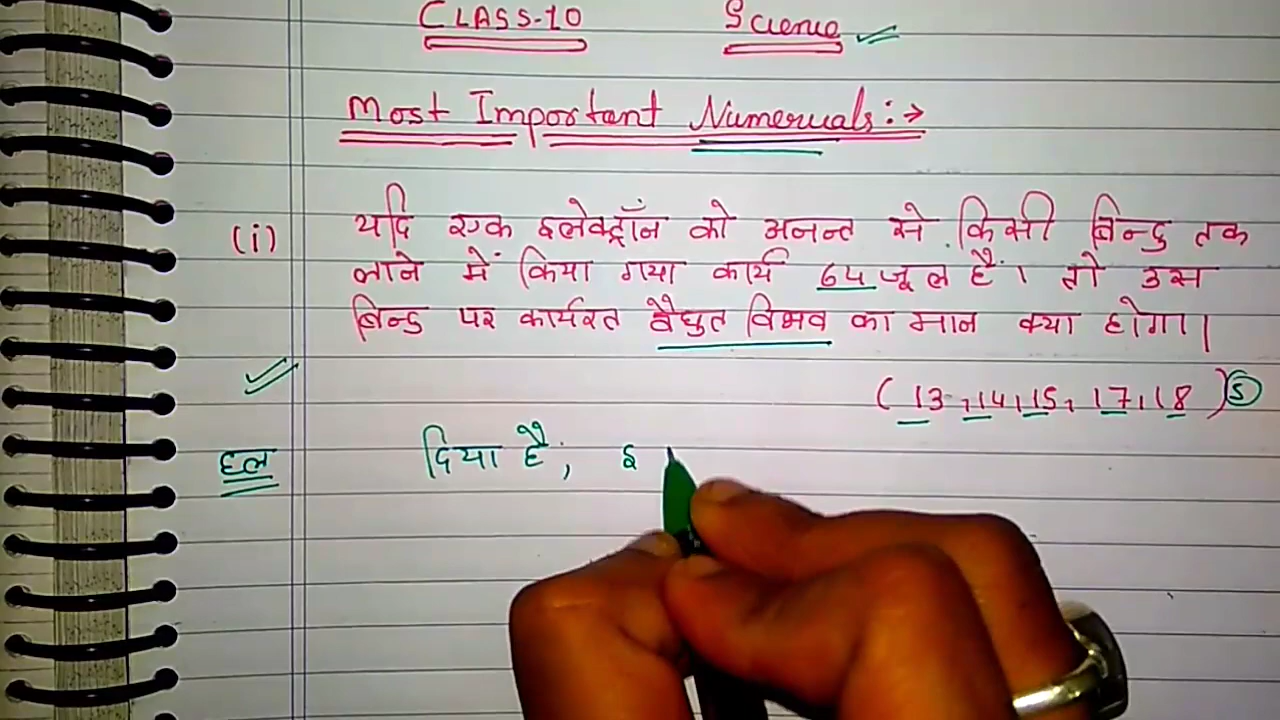 CLASS-10 Science
Most Important Numericals:→
(i) यदि एक इलेक्ट्रॉन को अनन्त से किसी बिन्दु तक
लाने में किया गया कार्य 64 जूल हैं। तो उस
बिन्दु पर कार्यरत वैधुत विभव का मान क्या होगा।
(13, 14, 15, 17, 18) 5
हल दिया है, इ